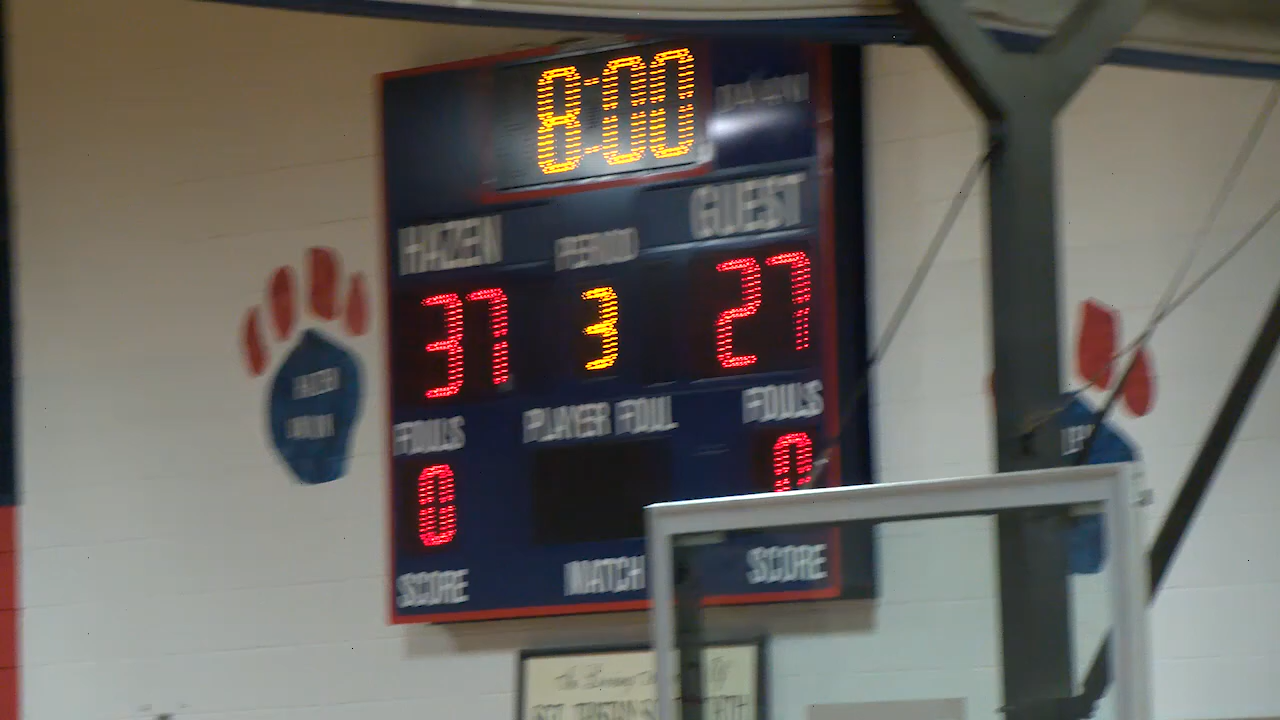 8:00
HAZEN
PERIOD
GUEST
37
3
27
FOULS
PLAYER FOUL
FOULS
0
0
SCORE
MATCH
SCORE